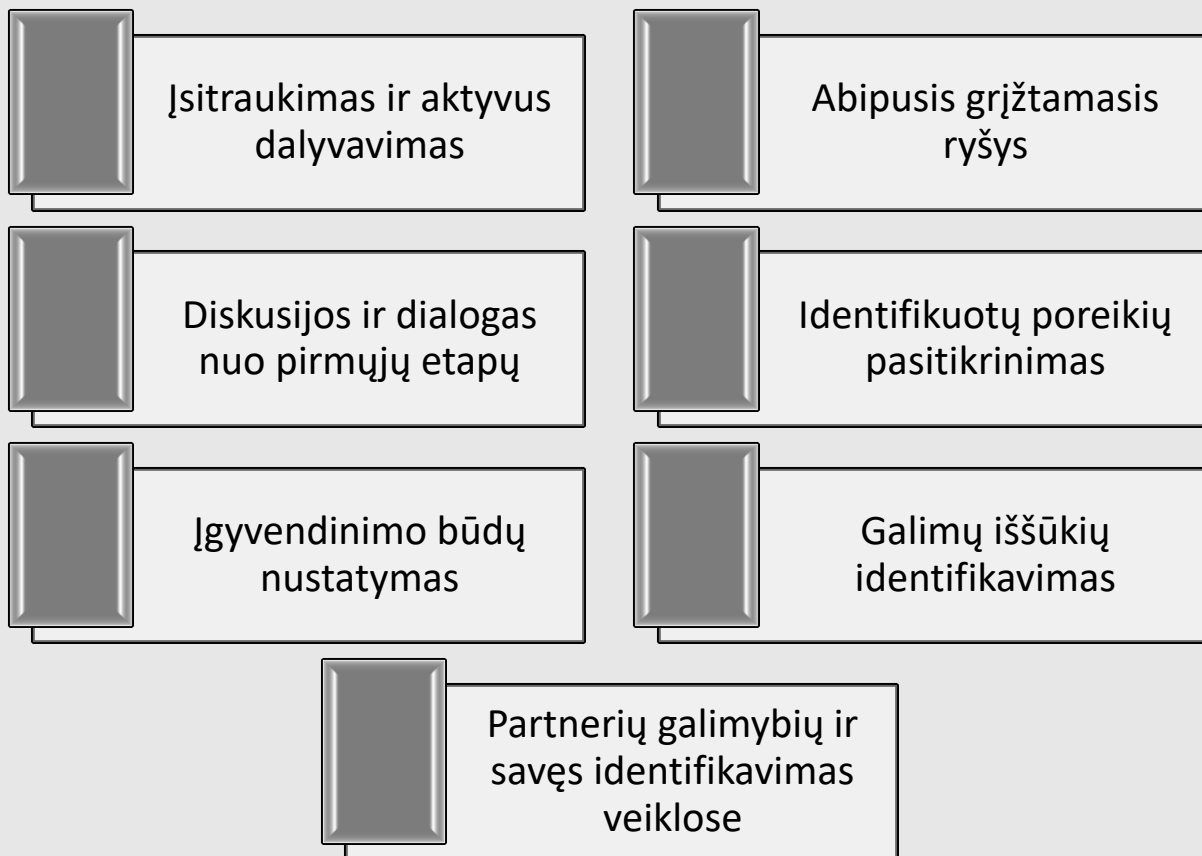 Įsitraukimas ir aktyvus
dalyvavimas
Abipusis grįžtamasis
ryšys
Diskusijos ir dialogas
nuo pirmųjų etapų
Identifikuotų poreikių
pasitikrinimas
Įgyvendinimo būdų
nustatymas
Galimų iššūkių
identifikavimas
Partnerių galimybių ir
savęs identifikavimas
veiklose